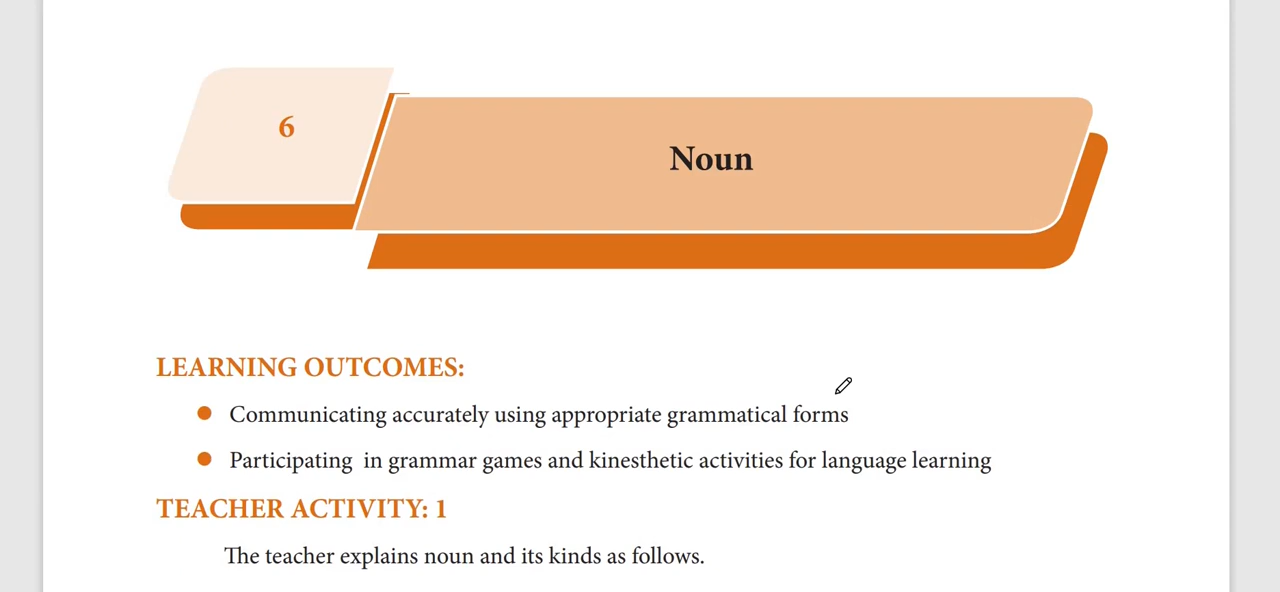 6
Noun
LEARNING OUTCOMES:
● Communicating accurately using appropriate grammatical forms
● Participating in grammar games and kinesthetic activities for language learning
TEACHER ACTIVITY: 1
The teacher explains noun and its kinds as follows.